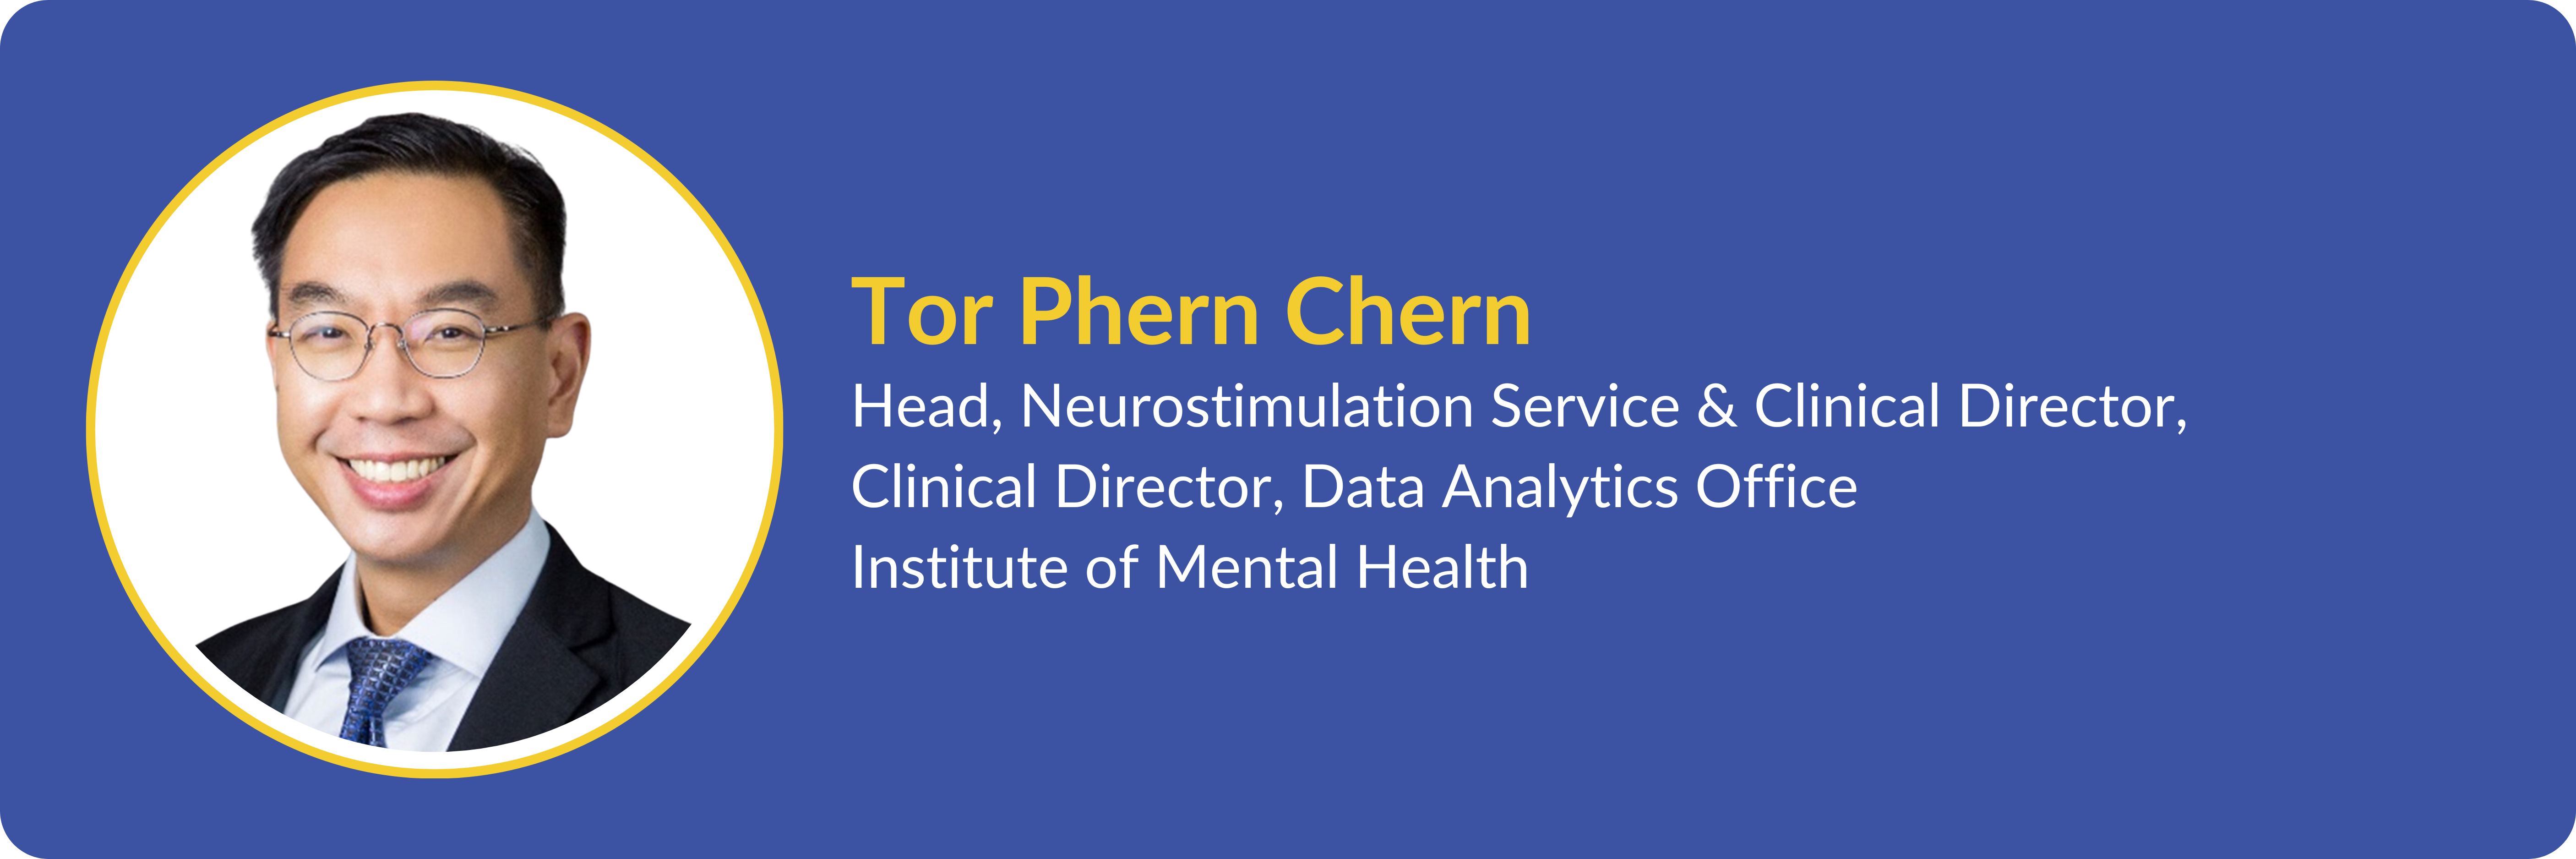 Tor Phern Chern
Head, Neurostimulation Service & Clinical Director,
Clinical Director, Data Analytics Office
Institute of Mental Health